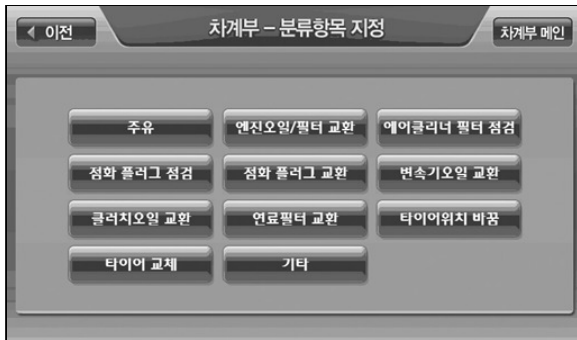 이전
차계부 – 분류항목 지정
차계부 메인
주유
엔진오일/필터 교환
에어클리너 필터 점검
점화 플러그 점검
점화 플러그 교환
변속기오일 교환
클러치오일 교환
연료필터 교환
타이어위치 바꿈
타이어 교체
기타